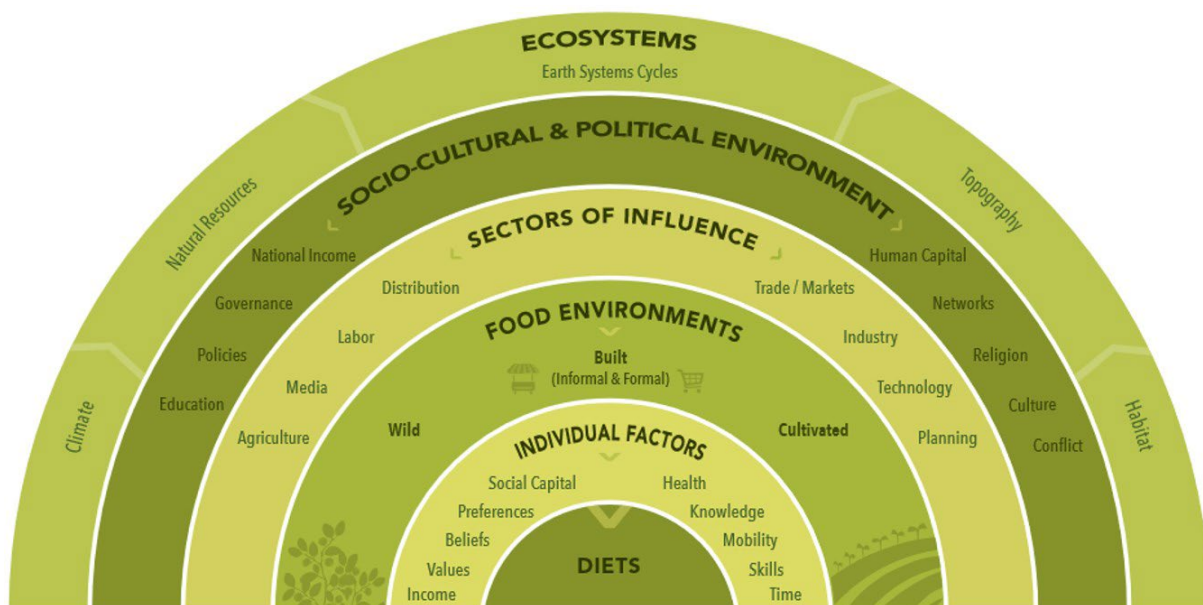 ECOSYSTEMS
Earth Systems Cycles
Natural Resources
Topography
Climate
Habitat
SOCIO-CULTURAL & POLITICAL ENVIRONMENT
National Income
Human Capital
Governance
Networks
Policies
Religion
Education
Culture
Conflict
SECTORS OF INFLUENCE
Distribution
Trade / Markets
Labor
Industry
Media
Technology
Agriculture
Planning
FOOD ENVIRONMENTS
Built
(Informal & Formal)
Wild
Cultivated
INDIVIDUAL FACTORS
Social Capital
Health
Preferences
Knowledge
Beliefs
Mobility
Values
Skills
Income
Time
DIETS